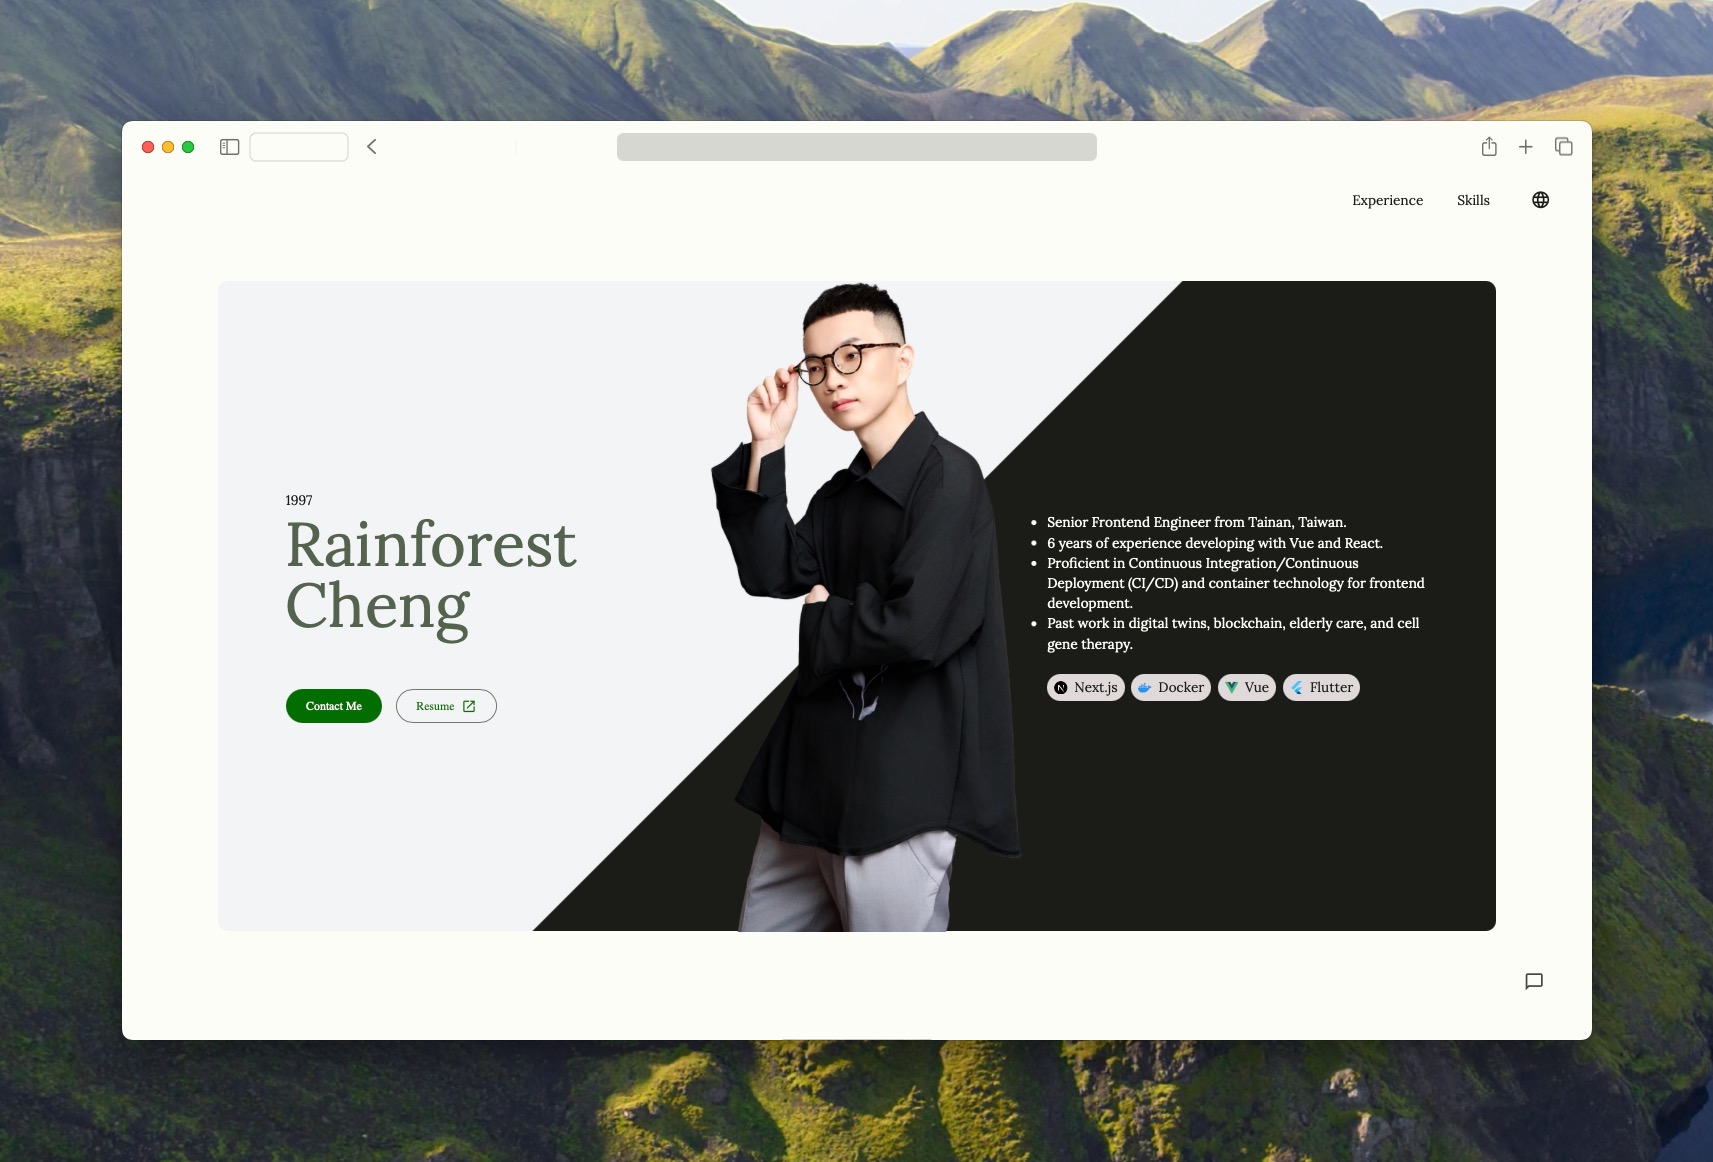 Experience
Skills
1997
Rainforest
Cheng
Contact Me
Resume
Senior Frontend Engineer from Tainan, Taiwan.
6 years of experience developing with Vue and React.
Proficient in Continuous Integration/Continuous
Deployment (CI/CD) and container technology for frontend
development.
Past work in digital twins, blockchain, elderly care, and cell
gene therapy.
Next.js
Docker
Vue
Flutter